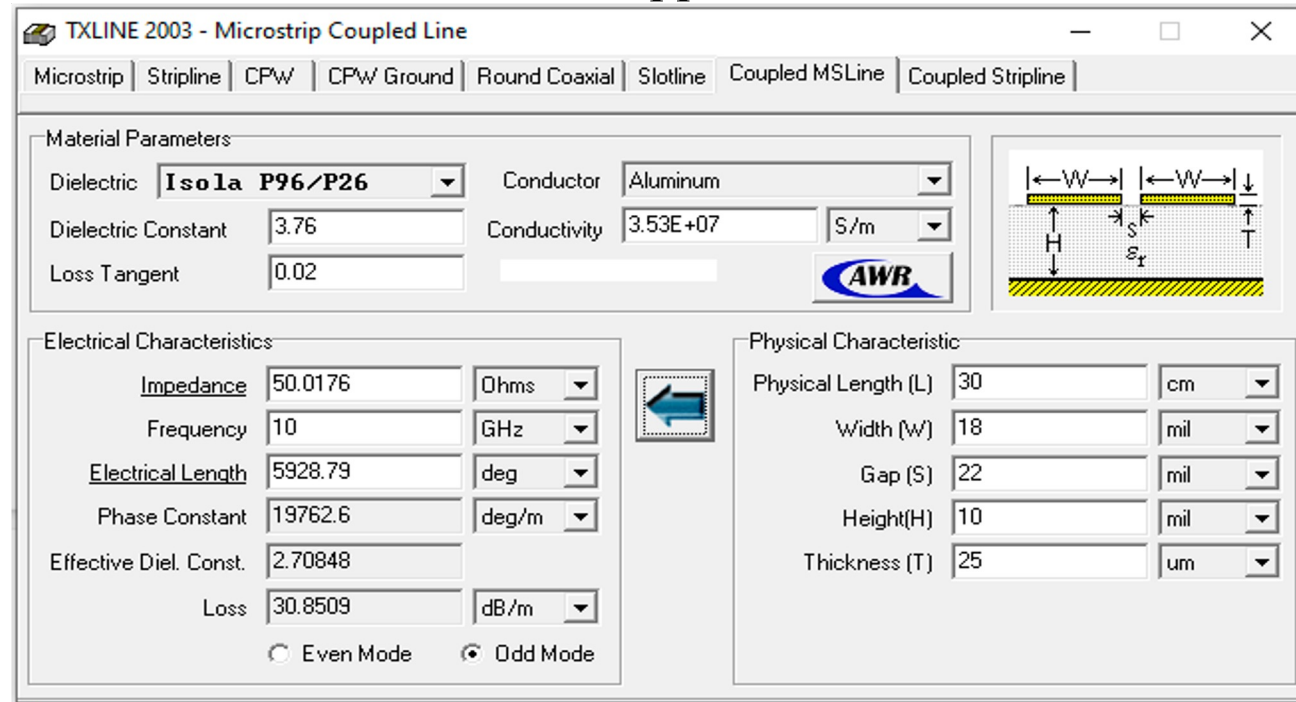 TXLINE 2003 - Microstrip Coupled Line
Microstrip Stripline CPW CPW Ground Round Coaxial Slotline Coupled MSLine Coupled Stripline
Material Parameters
Dielectric Isola P96/P26 Conductor Aluminum
Dielectric Constant 3.76 Conductivity 3.53E+07 S/m
Loss Tangent 0.02
AWR
←W→ ←W→
S
H
T
εr
Electrical Characteristics
Impedance 50.0176 Ohms
Frequency 10 GHz
Electrical Length 5928.79 deg
Phase Constant 19762.6 deg/m
Effective Diel. Const. 2.70848
Loss 30.8509 dB/m
Even Mode Odd Mode
Physical Characteristic
Physical Length (L) 30 cm
Width (W) 18 mil
Gap (S) 22 mil
Height(H) 10 mil
Thickness (T) 25 um